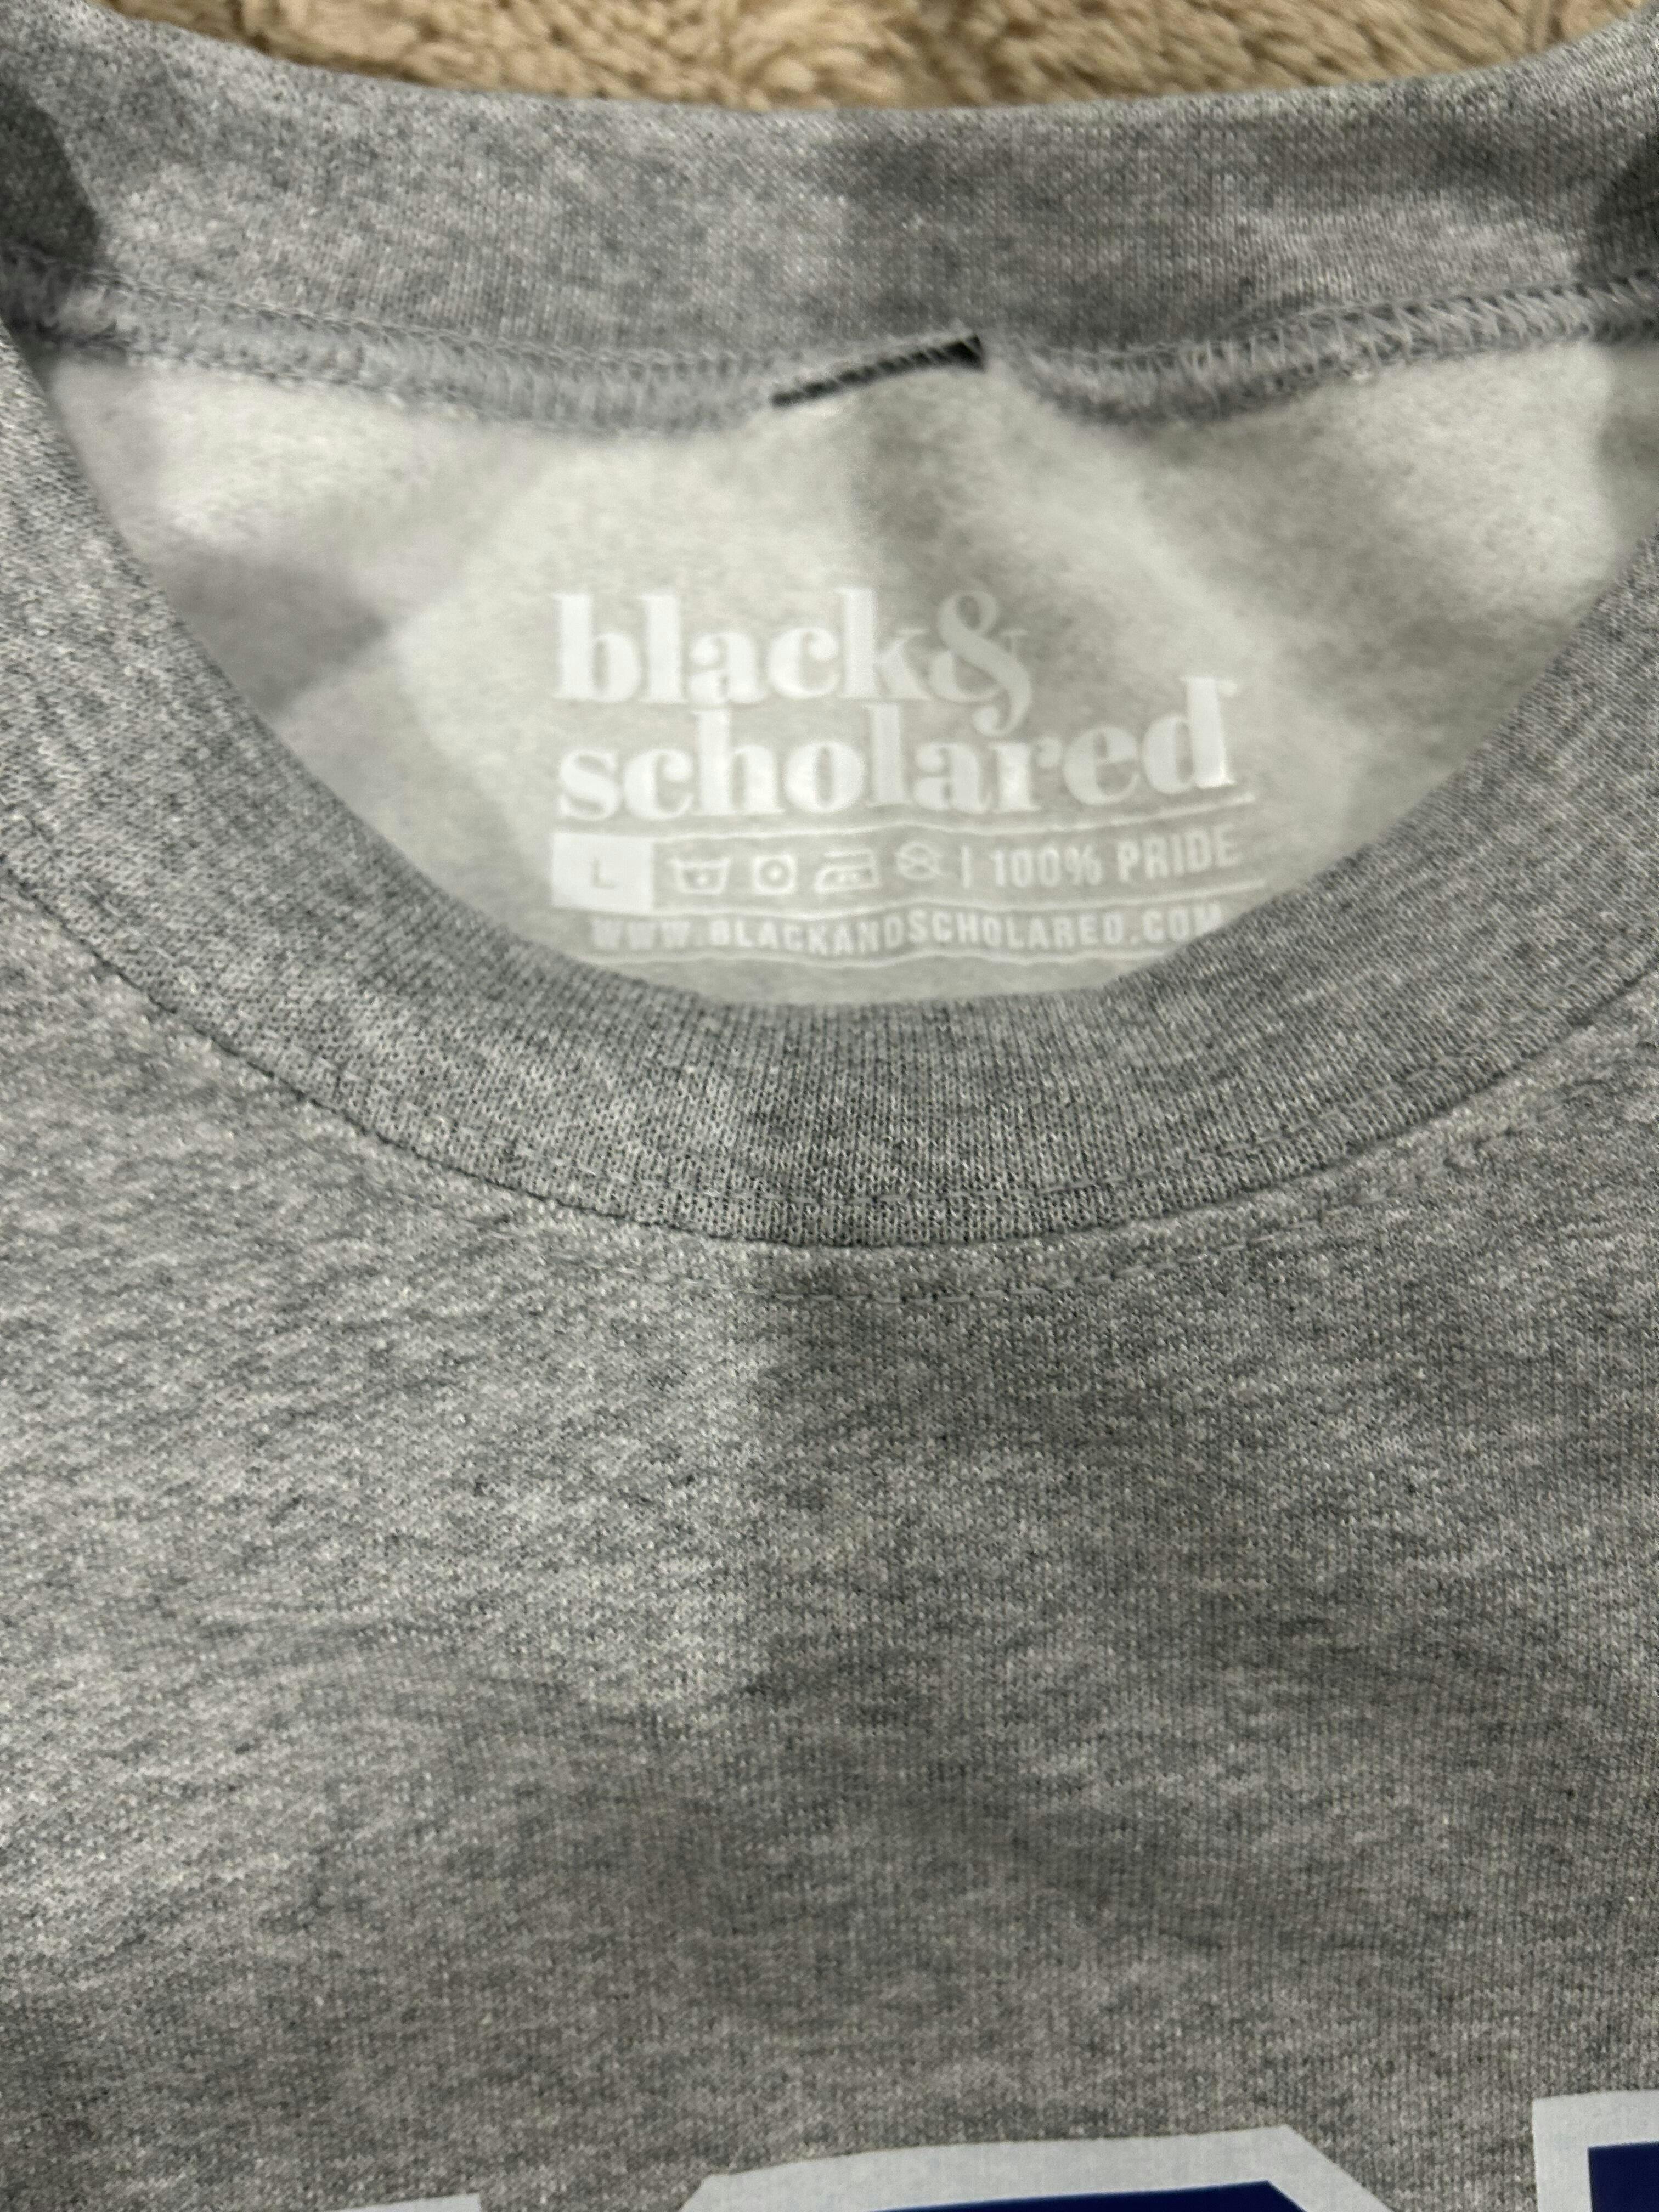 black&
scholared
L | 100% PRIDE
WWW.BLACKANDSCHOLARED.COM